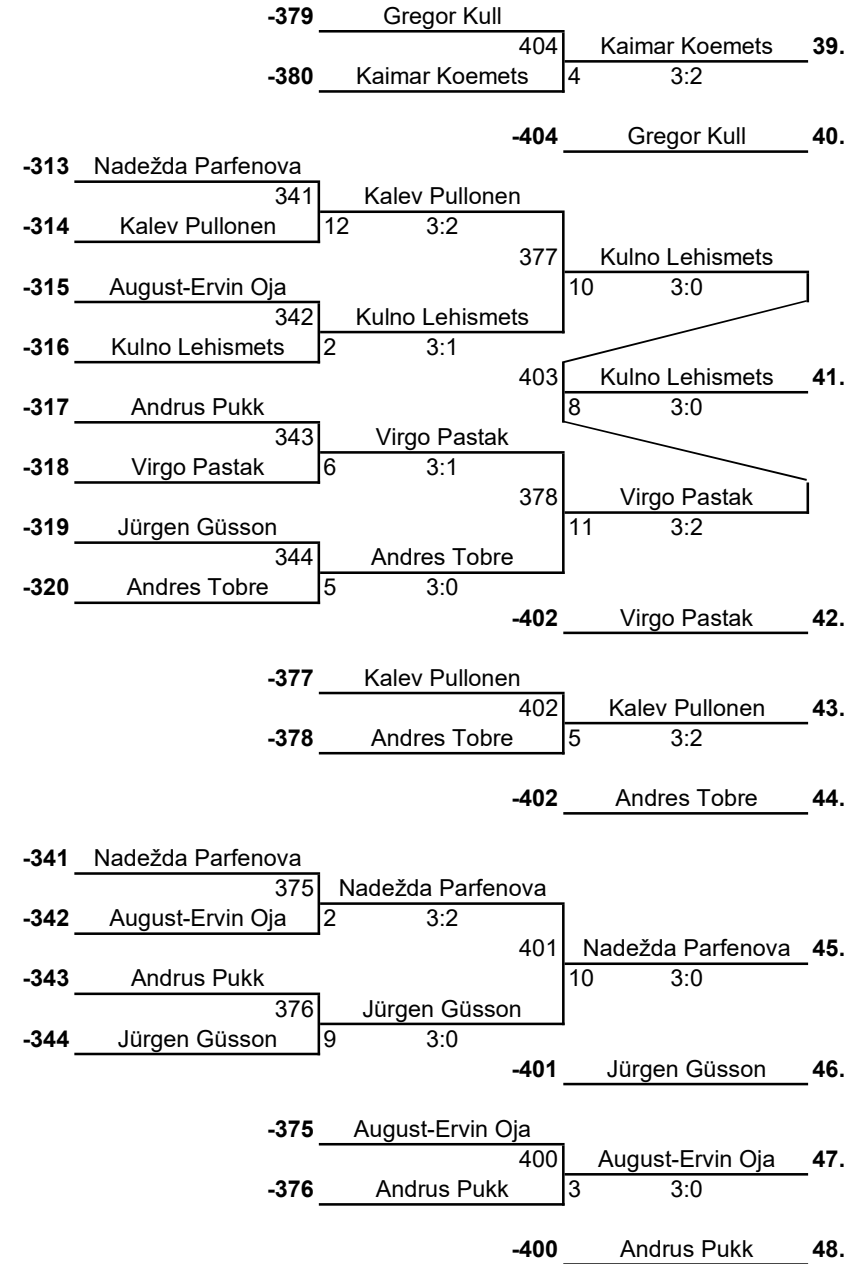 -379 Gregor Kull
404 Kaimar Koemets 39.
-380 Kaimar Koemets 4 3:2
-404 Gregor Kull 40.
-313 Nadežda Parfenova
341 Kalev Pullonen
-314 Kalev Pullonen 12 3:2
377 Kulno Lehismets
-315 August-Ervin Oja 10 3:0
342 Kulno Lehismets
-316 Kulno Lehismets 2 3:1
403 Kulno Lehismets 41.
-317 Andrus Pukk 8 3:0
343 Virgo Pastak
-318 Virgo Pastak 6 3:1
378 Virgo Pastak
-319 Jürgen Güsson 11 3:2
344 Andres Tobre
-320 Andres Tobre 5 3:0
-402 Virgo Pastak 42.
-377 Kalev Pullonen
402 Kalev Pullonen 43.
-378 Andres Tobre 5 3:2
-402 Andres Tobre 44.
-341 Nadežda Parfenova
375 Nadežda Parfenova
-342 August-Ervin Oja 2 3:2
401 Nadežda Parfenova 45.
-343 Andrus Pukk 10 3:0
376 Jürgen Güsson
-344 Jürgen Güsson 9 3:0
-401 Jürgen Güsson 46.
-375 August-Ervin Oja
400 August-Ervin Oja 47.
-376 Andrus Pukk 3 3:0
-400 Andrus Pukk 48.